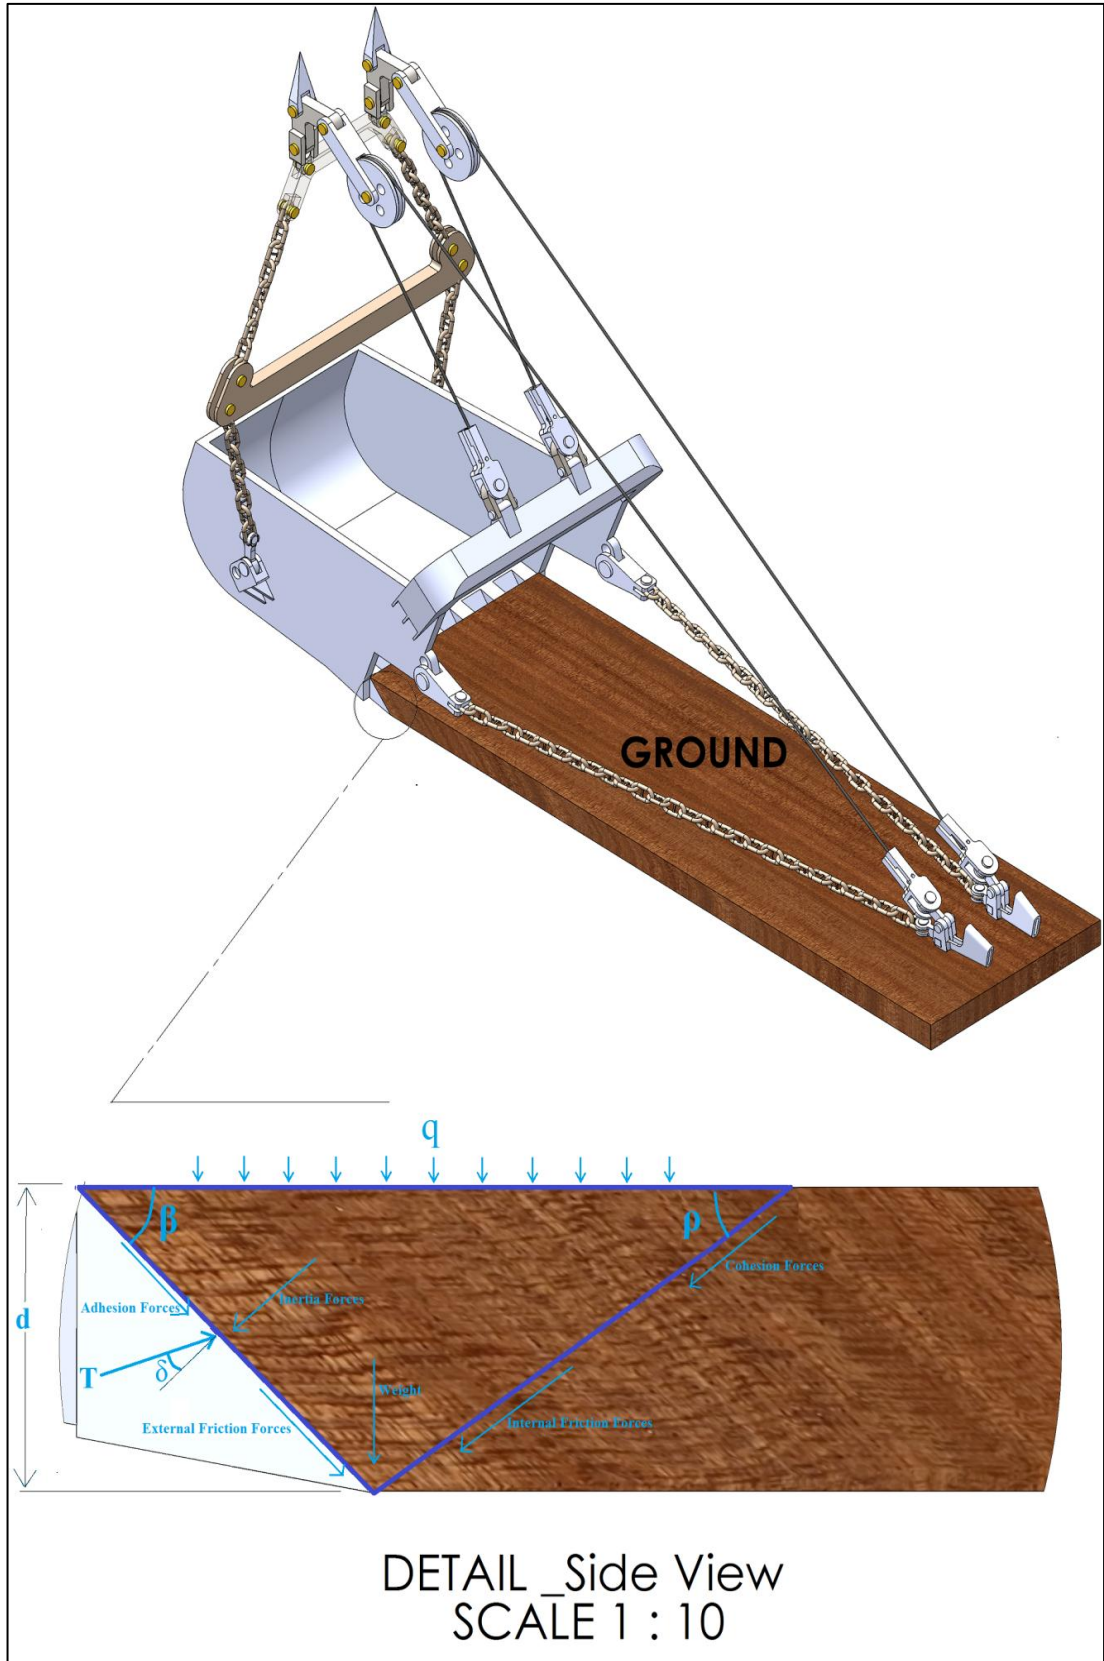 GROUND
q
β
ρ
Cohesion Forces
Inertia Forces
Adhesion Forces
d
T
δ
Weight
External Friction Forces
Internal Friction Forces
DETAIL _Side View
SCALE 1 : 10